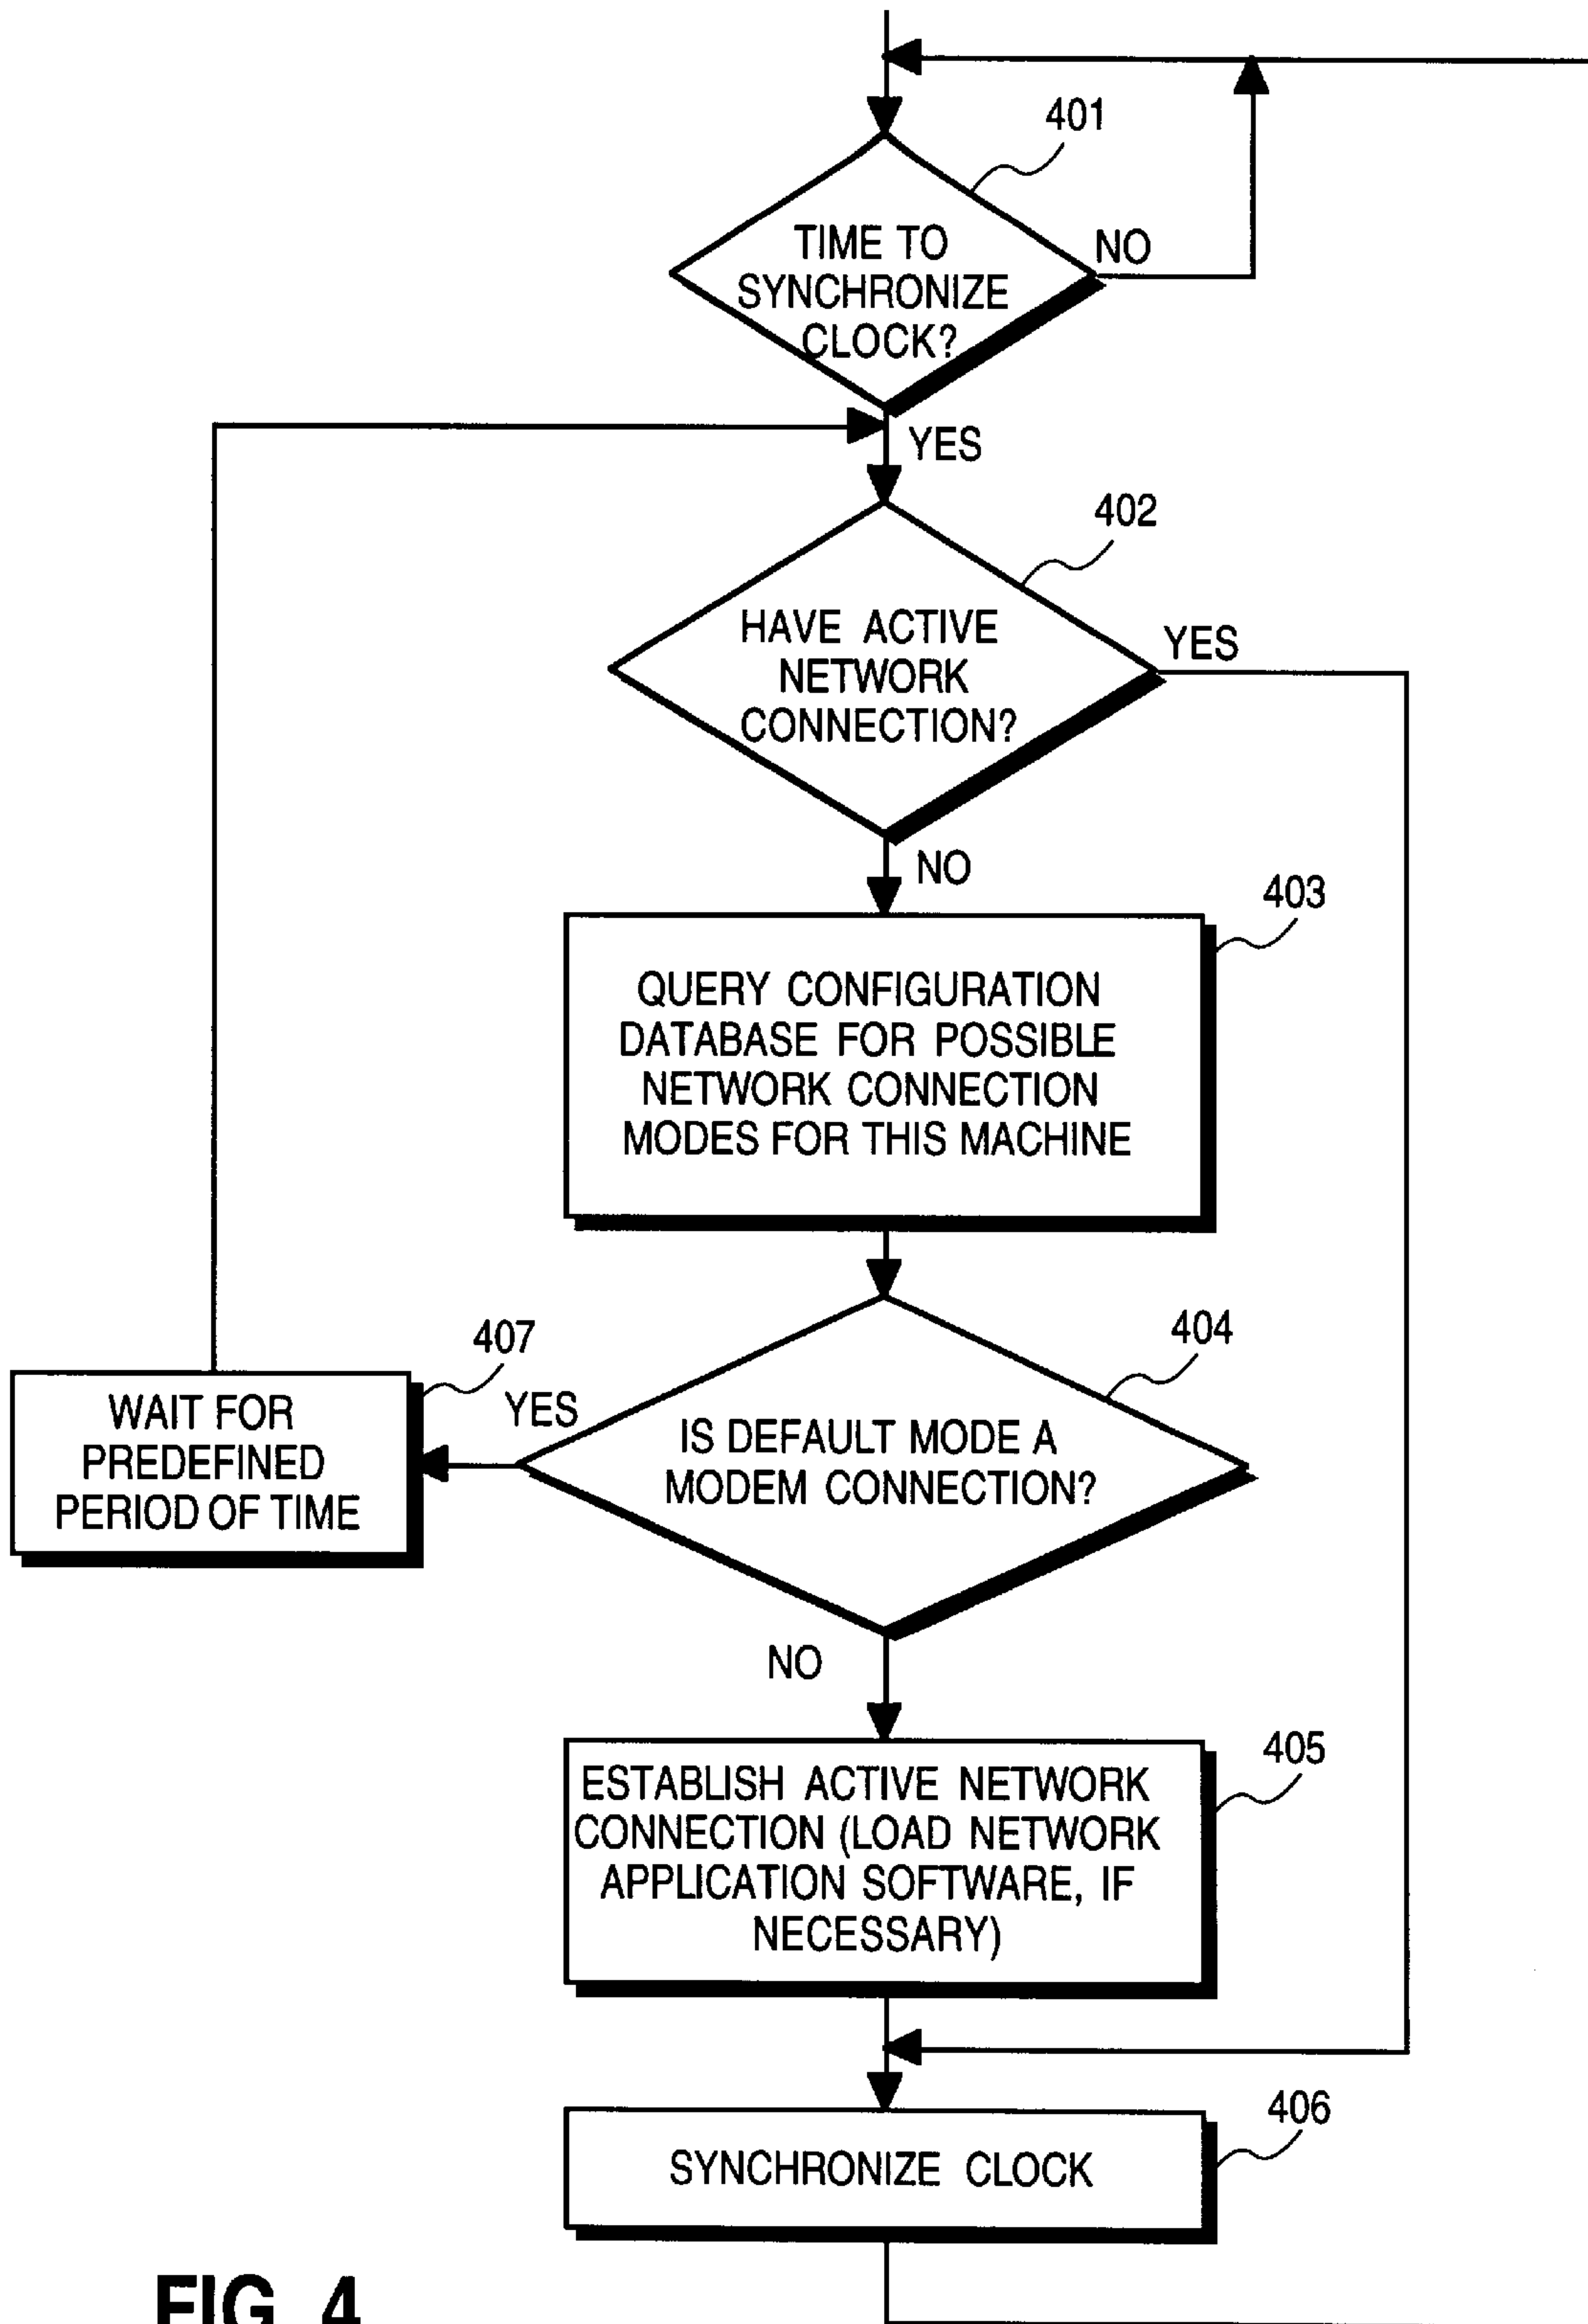 401
TIME TO
SYNCHRONIZE
CLOCK?
NO
YES
402
HAVE ACTIVE
NETWORK
CONNECTION?
YES
NO
403
QUERY CONFIGURATION
DATABASE FOR POSSIBLE
NETWORK CONNECTION
MODES FOR THIS MACHINE
407
WAIT FOR
PREDEFINED
PERIOD OF TIME
YES
404
IS DEFAULT MODE A
MODEM CONNECTION?
NO
405
ESTABLISH ACTIVE NETWORK
CONNECTION (LOAD NETWORK
APPLICATION SOFTWARE, IF
NECESSARY)
406
SYNCHRONIZE CLOCK
FIG. 4